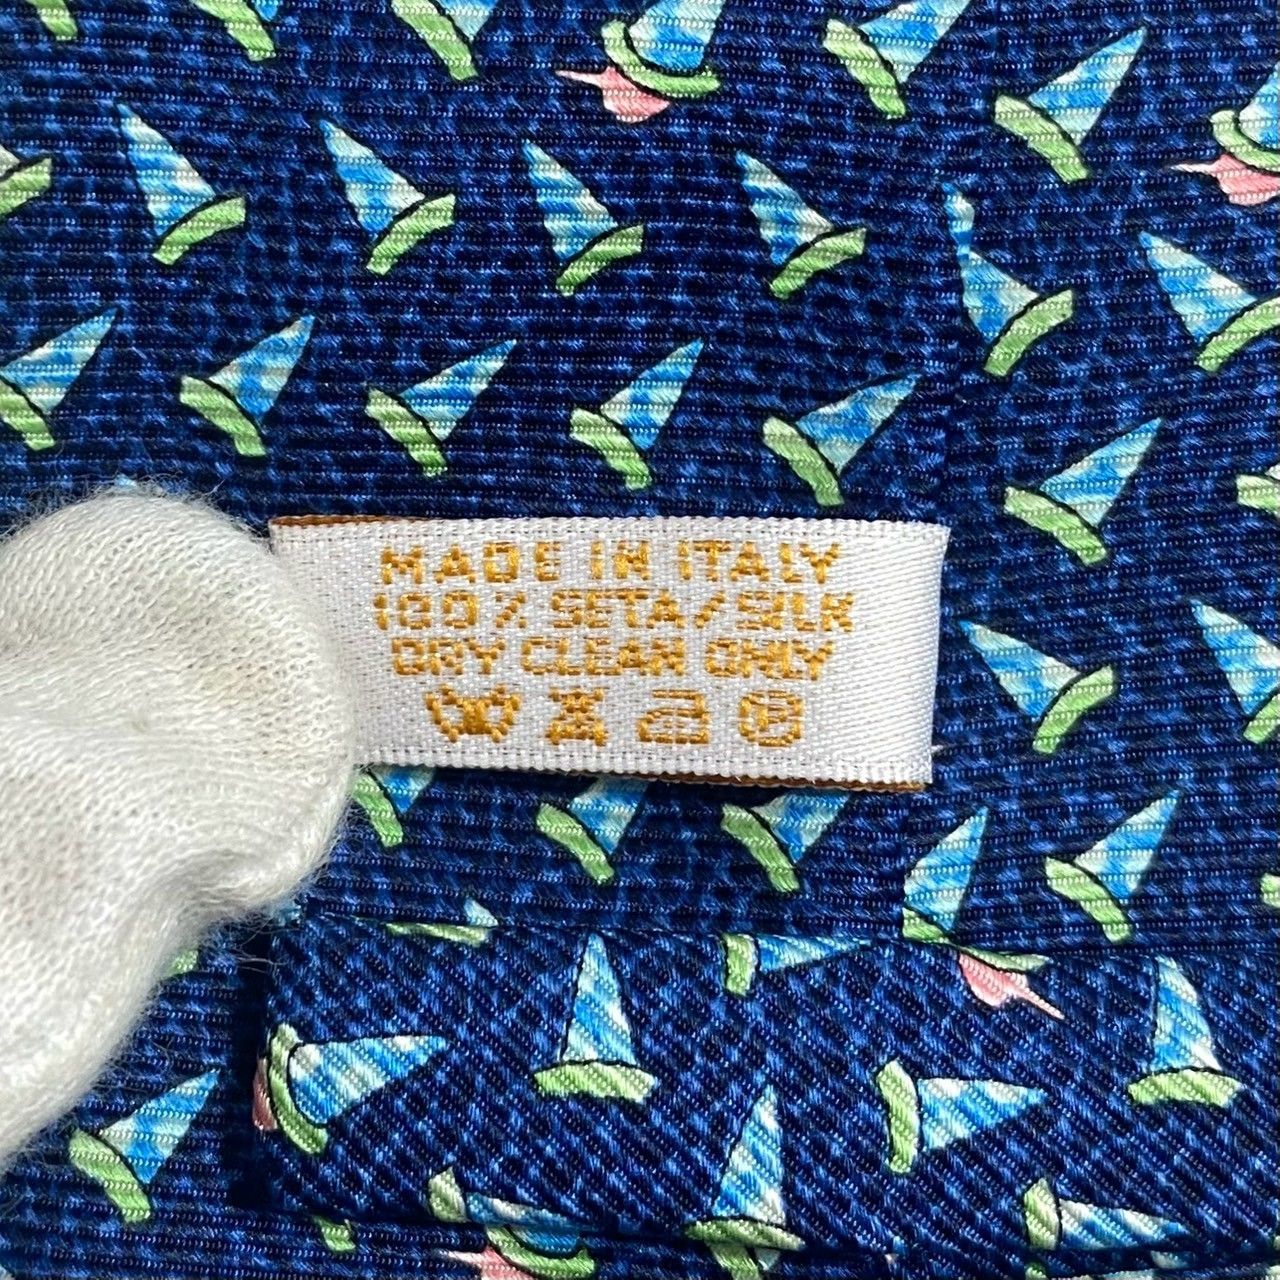 MADE IN ITALY
100% SETA/SILK
DRY CLEAN ONLY
P